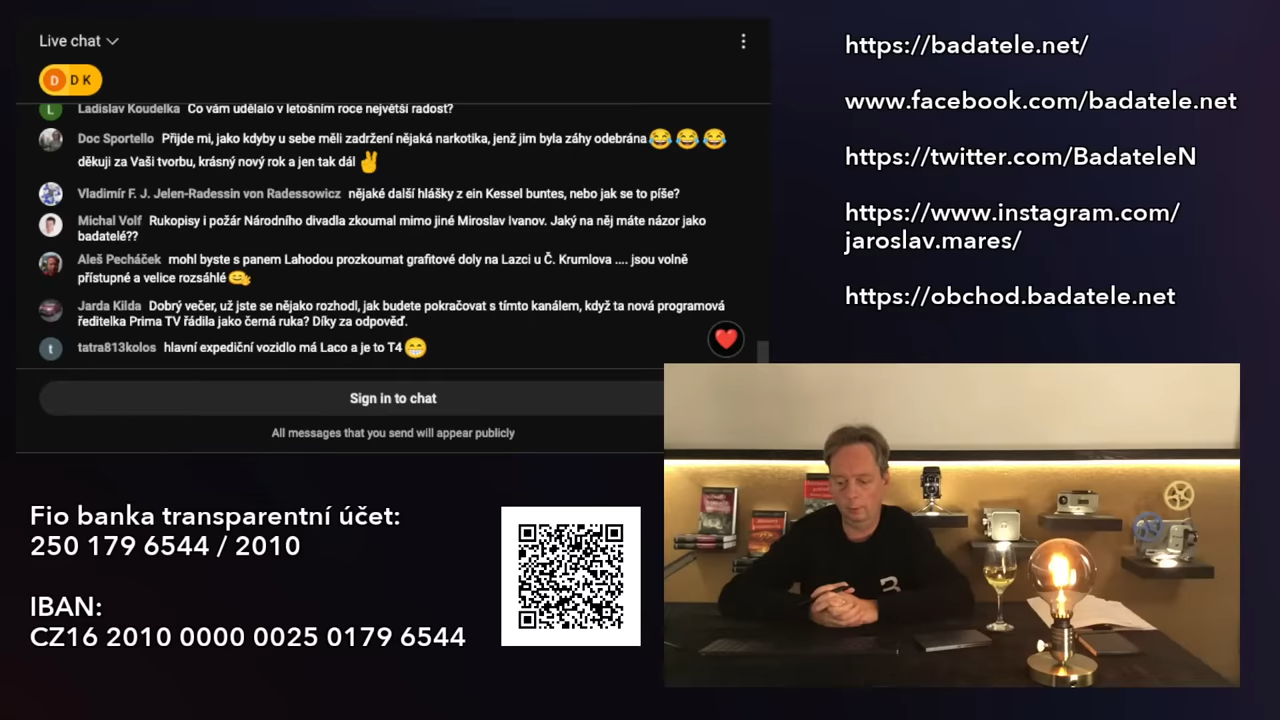 Live chat
D D K
L Ladislav Koudelka Co vám udělalo v letošním roce největší radost?
Doc Sportello Přijde mi, jako kdyby u sebe měli zadržení nějaká narkotika, jenž jim byla záhy odebrána😂😂😂
děkuji za Vaši tvorbu, krásný nový rok a jen tak dál ✌
Vladimír F. J. Jelen-Radessin von Radessowicz nějaké další hlášky z ein Kessel buntes, nebo jak se to píše?
Michal Volf Rukopisy i požár Národního divadla zkoumal mimo jiné Miroslav Ivanov. Jaký na něj máte názor jako
badatelé??
Aleš Pecháček mohl byste s panem Lahodou prozkoumat grafitové doly na Lazci u Č. Krumlova .... jsou volně
přístupné a velice rozsáhlé
Jarda Kilda Dobrý večer, už jste se nějako rozhodl, jak budete pokračovat s tímto kanálem, když ta nová programová
ředitelka Prima TV řádila jako černá ruka? Díky za odpověď.
t tatra813kolos hlavní expediční vozidlo má Laco a je to T4😁
Sign in to chat
All messages that you send will appear publicly
https://badatele.net/
www.facebook.com/badatele.net
https://twitter.com/BadateleN
https://www.instagram.com/
jaroslav.mares/
https://obchod.badatele.net
Fio banka transparentní účet:
250 179 6544 / 2010
IBAN:
CZ16 2010 0000 0025 0179 6544